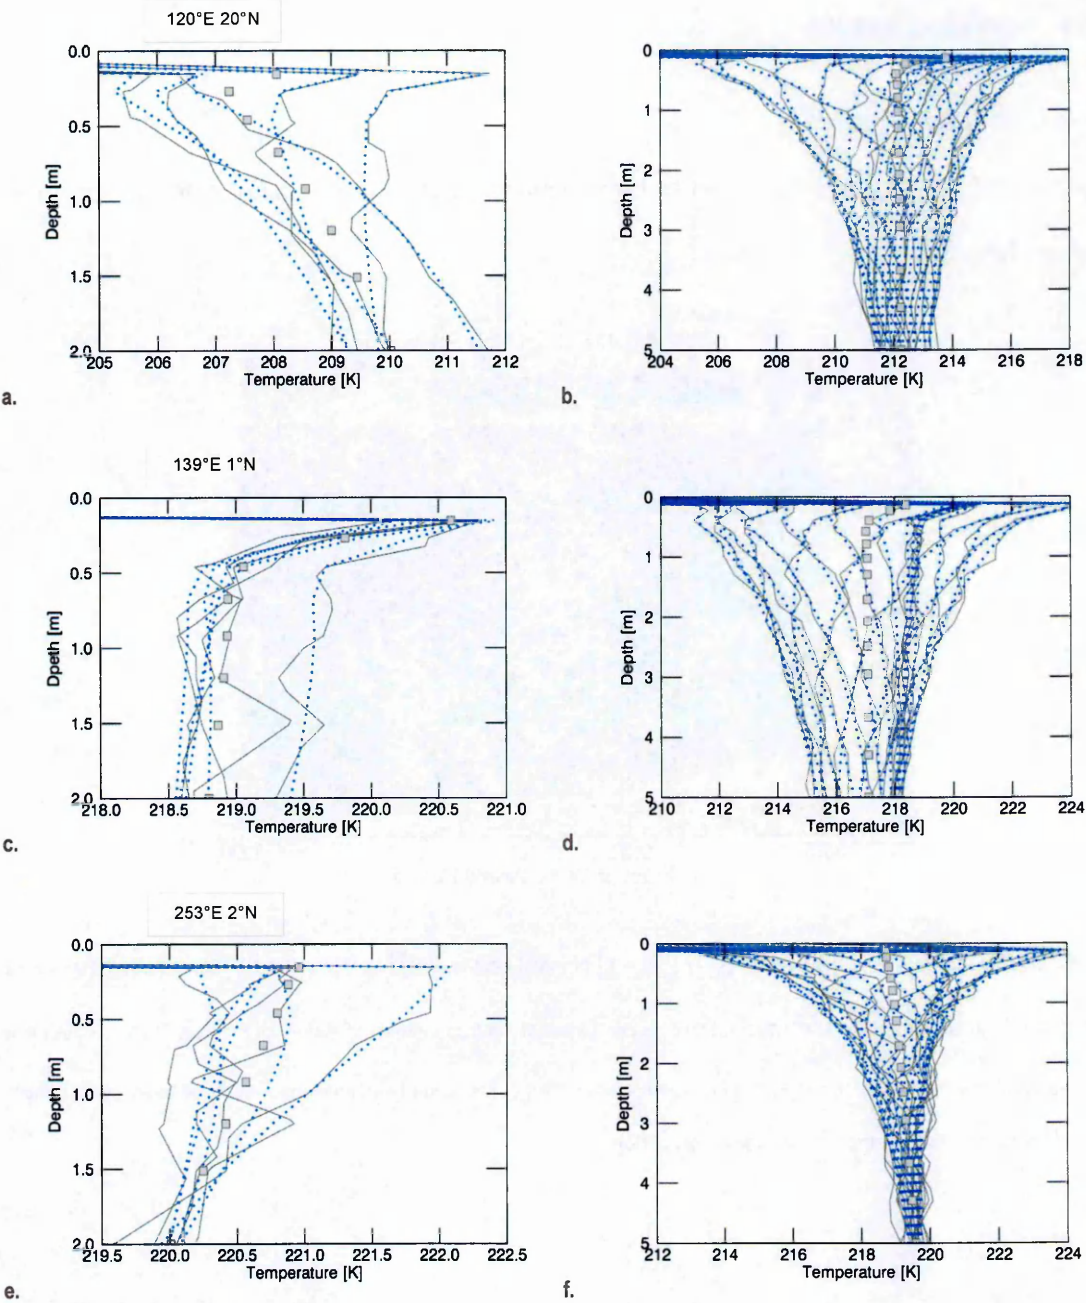 120°E 20°N
0.0
0.5
1.0
1.5
2.0
Depth [m]
205 206 207 208 209 210 211 212
Temperature [K]
a.
0
1
2
3
4
5
Depth [m]
204 206 208 210 212 214 216 218
Temperature [K]
b.
139°E 1°N
0.0
0.5
1.0
1.5
2.0
Dpeth [m]
218.0 218.5 219.0 219.5 220.0 220.5 221.0
Temperature [K]
c.
0
1
2
3
4
5
Depth [m]
210 212 214 216 218 220 222 224
Temperature [K]
d.
253°E 2°N
0.0
0.5
1.0
1.5
2.0
Depth [m]
219.5 220.0 220.5 221.0 221.5 222.0 222.5
Temperature [K]
e.
0
1
2
3
4
5
Depth [m]
212 214 216 218 220 222 224
Temperature [K]
f.